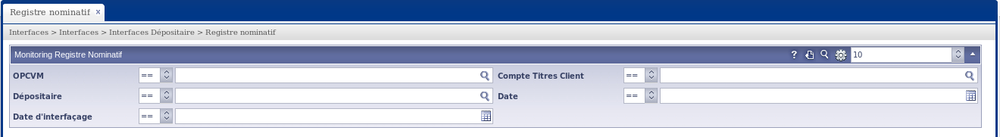 Registre nominatif x
Interfaces > Interfaces > Interfaces Dépositaire > Registre nominatif
Monitoring Registre Nominatif ? 10
OPCVM == Compte Titres Client ==
Dépositaire == Date ==
Date d'interfaçage ==